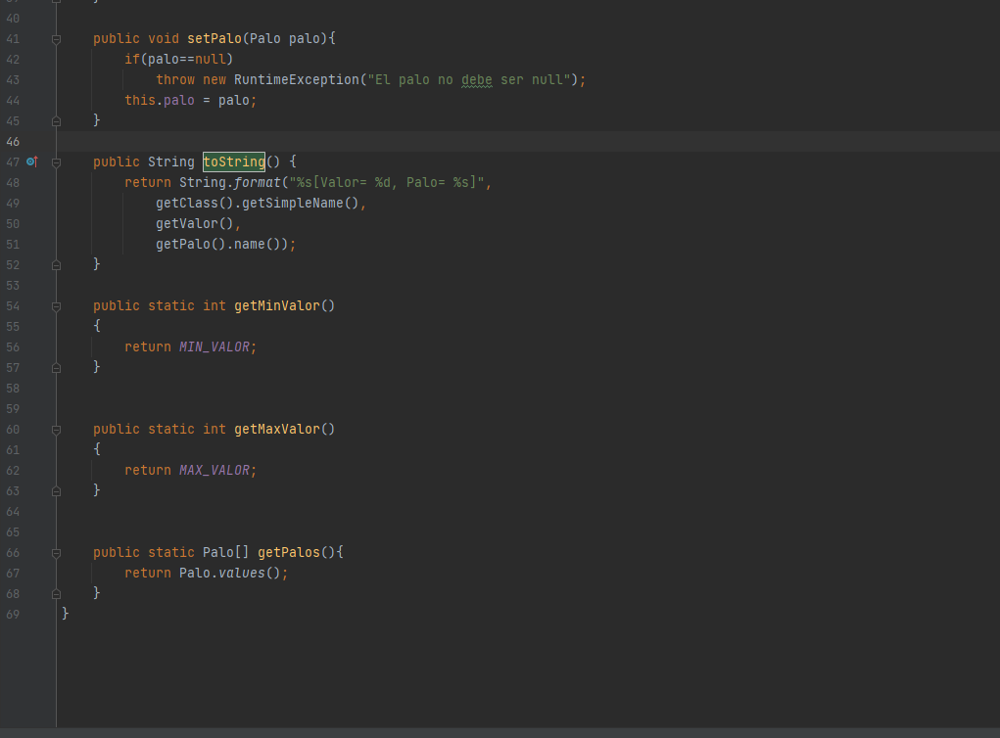 40
41 public void setPalo(Palo palo){
42 if(palo==null)
43 throw new RuntimeException("El palo no debe ser null");
44 this.palo = palo;
45 }
46
47 public String toString() {
48 return String.format("%s[Valor= %d, Palo= %s]",
49 getClass().getSimpleName(),
50 getValor(),
51 getPalo().name());
52 }
53
54 public static int getMinValor()
55 {
56 return MIN_VALOR;
57 }
58
59
60 public static int getMaxValor()
61 {
62 return MAX_VALOR;
63 }
64
65
66 public static Palo[] getPalos(){
67 return Palo.values();
68 }
69 }